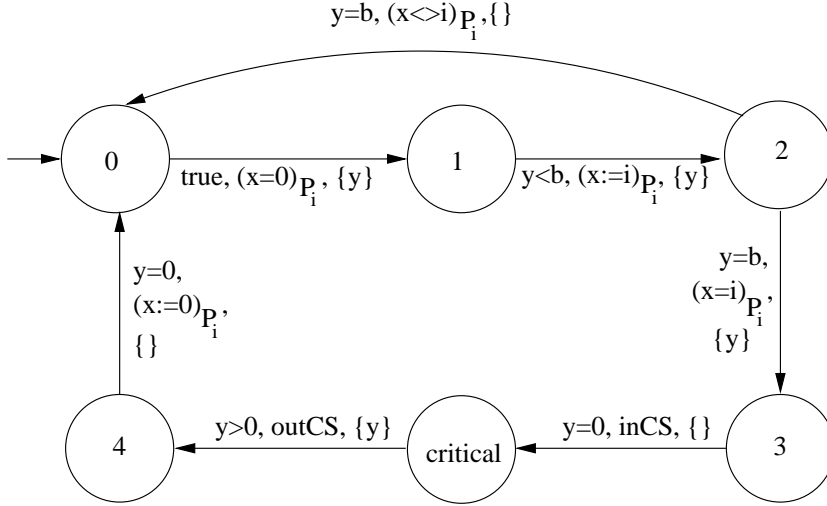 y=b, (x<>i)P_i ,{}
0
1
2
true, (x=0)P_i, {y}
y<b, (x:=i)P_i, {y}
y=0,
(x:=0)P_i,
{}
y=b,
(x=i)P_i,
{y}
y>0, outCS, {y}
y=0, inCS, {}
4
critical
3